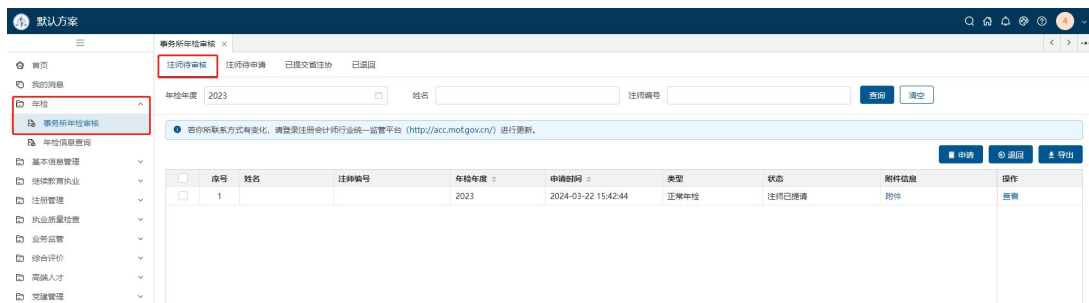 默认方案
4
事务所年检审核 ×
首页
我的消息
年检
事务所年检审核
年检信息查询
基本信息管理
继续教育执业
注册管理
执业质量检查
业务监管
综合评价
高端人才
党建管理
注师待审核 注师待申请 已提交省注协 已退回
年检年度 2023 姓名 注师编号 查询 清空
若你所联系方式有变化，请登录注册会计师行业统一监管平台（http://acc.mof.gov.cn/）进行更新。
申请 退回 导出
序号 姓名 注师编号 年检年度 申请时间 类型 状态 附件信息 操作
1 2023 2024-03-22 15:42:44 正常年检 注师已提请 附件 查看